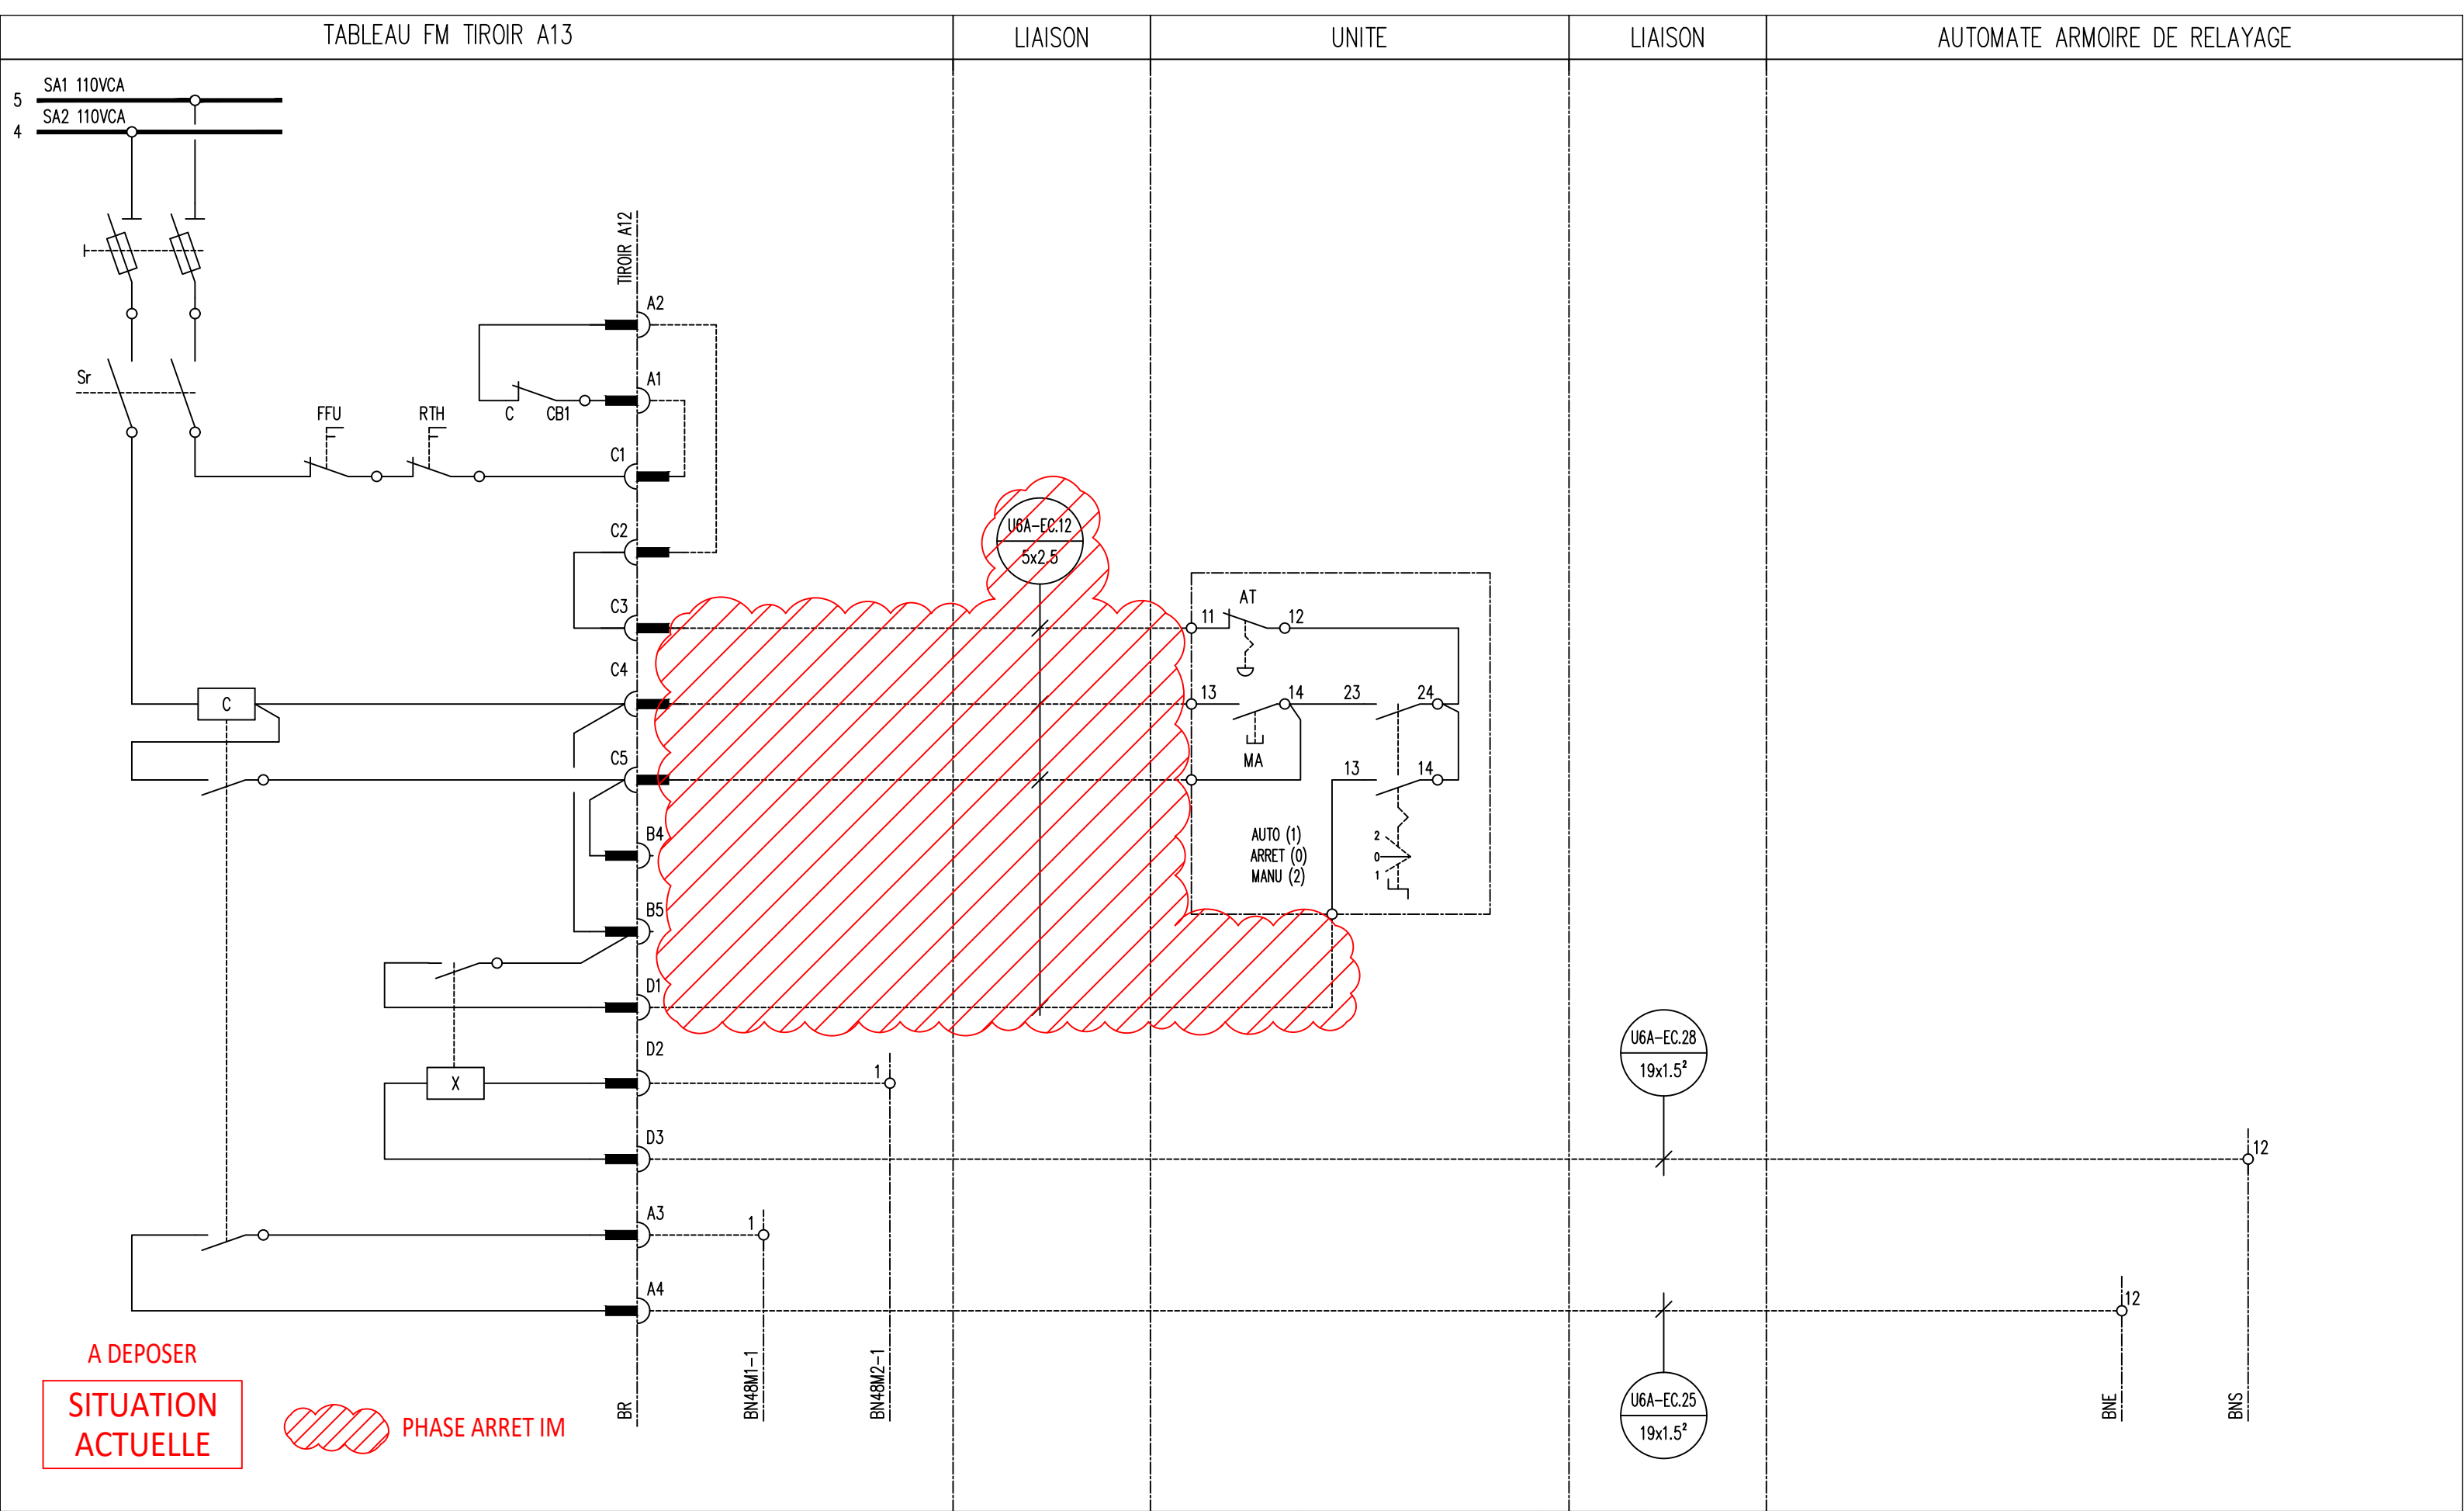 TABLEAU FM TIROIR A13
LIAISON
UNITE
LIAISON
AUTOMATE ARMOIRE DE RELAYAGE
5
SA1 110VCA
4
SA2 110VCA
TIROIR A12
A2
Sr
A1
FFU
RTH
C
CB1
C1
C2
U6A-EC.12
5x2.5
C3
11
AT
12
C4
C
13
14
23
24
MA
C5
13
14
B4
AUTO (1)
ARRET (0)
MANU (2)
2
0
1
B5
D1
D2
X
1
U6A-EC.28
19x1.5²
D3
12
A3
1
A4
12
A DEPOSER
SITUATION
ACTUELLE
PHASE ARRET IM
BR
BN48M1-1
BN48M2-1
U6A-EC.25
19x1.5²
BNE
BNS